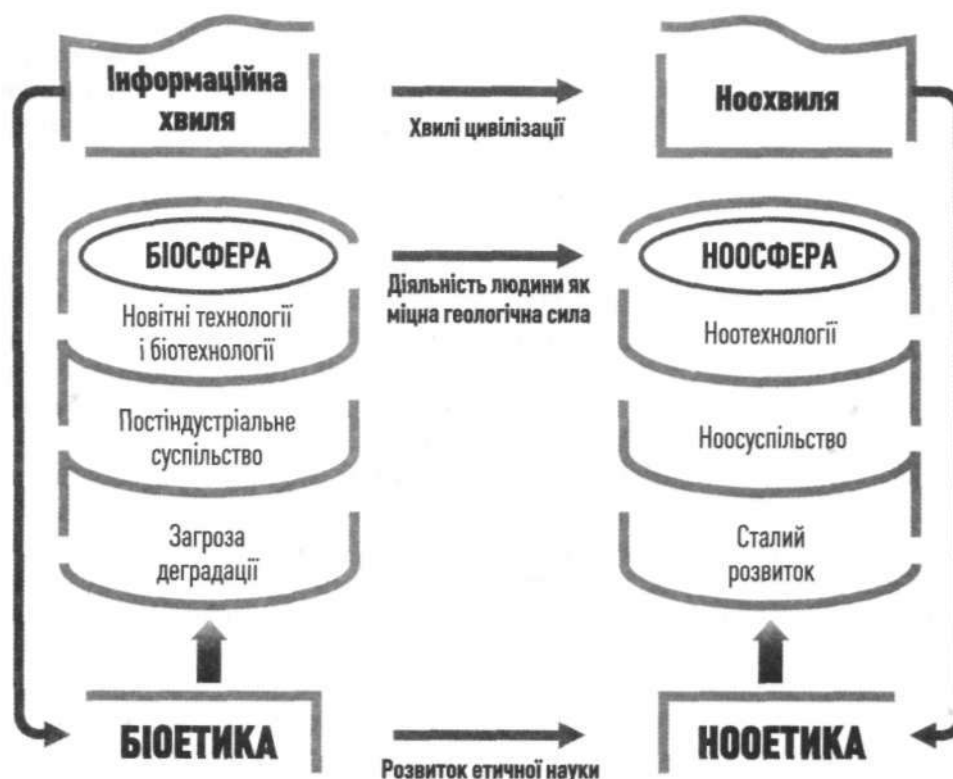 Інформаційна
хвиля
Хвилі цивілізації
Ноохвиля
БІОСФЕРА
Діяльність людини як
міцна геологічна сила
НООСФЕРА
Новітні технології
і біотехнології
Ноотехнології
Постіндустріальне
суспільство
Ноосуспільство
Загроза
деградації
Сталий
розвиток
БІОЕТИКА
Розвиток етичної науки
НООЕТИКА